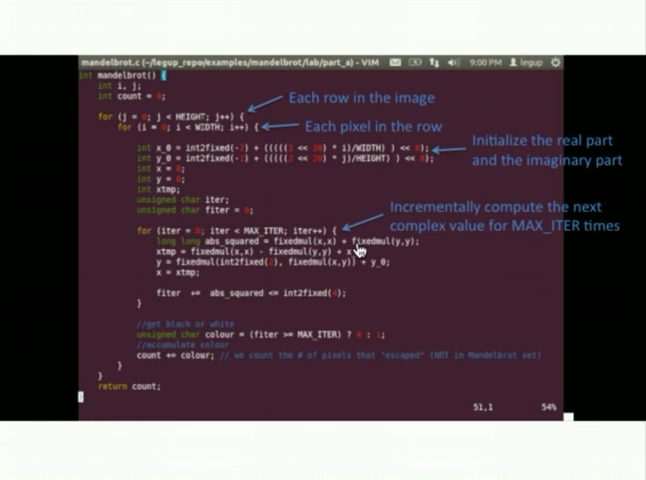 mandelbrot.c (~/legup_repo/examples/mandelbrot/lab/part_a) - VIM 9:00 PM legup
int mandelbrot() {
int i, j;
int count = 0;
for (j = 0; j < HEIGHT; j++) {
Each row in the image
for (i = 0; i < WIDTH; i++) {
Each pixel in the row
int x_0 = int2fixed(-2) + (((((3 << 20) * i)/WIDTH) ) << 8);
int y_0 = int2fixed(-1) + (((((2 << 20) * j)/HEIGHT) ) << 8);
Initialize the real part
and the imaginary part
int x = 0;
int y = 0;
int xtmp;
unsigned char iter;
unsigned char fiter = 0;
Incrementally compute the next
complex value for MAX_ITER times
for (iter = 0; iter < MAX_ITER; iter++) {
long long abs_squared = fixedmul(x,x) + fixedmul(y,y);
xtmp = fixedmul(x,x) - fixedmul(y,y) +
y = fixedmul(int2fixed(2), fixedmul(x,y)) + y_0;
x = xtmp;
fiter += abs_squared <= int2fixed(4);
}
//get black or white
unsigned char colour = (fiter >= MAX_ITER) ? 0 : 1;
//accumulate colour
count += colour; // we count the # of pixels that "escaped" (NOT in Mandelbrot set)
}
}
return count;
}
51,1 54%